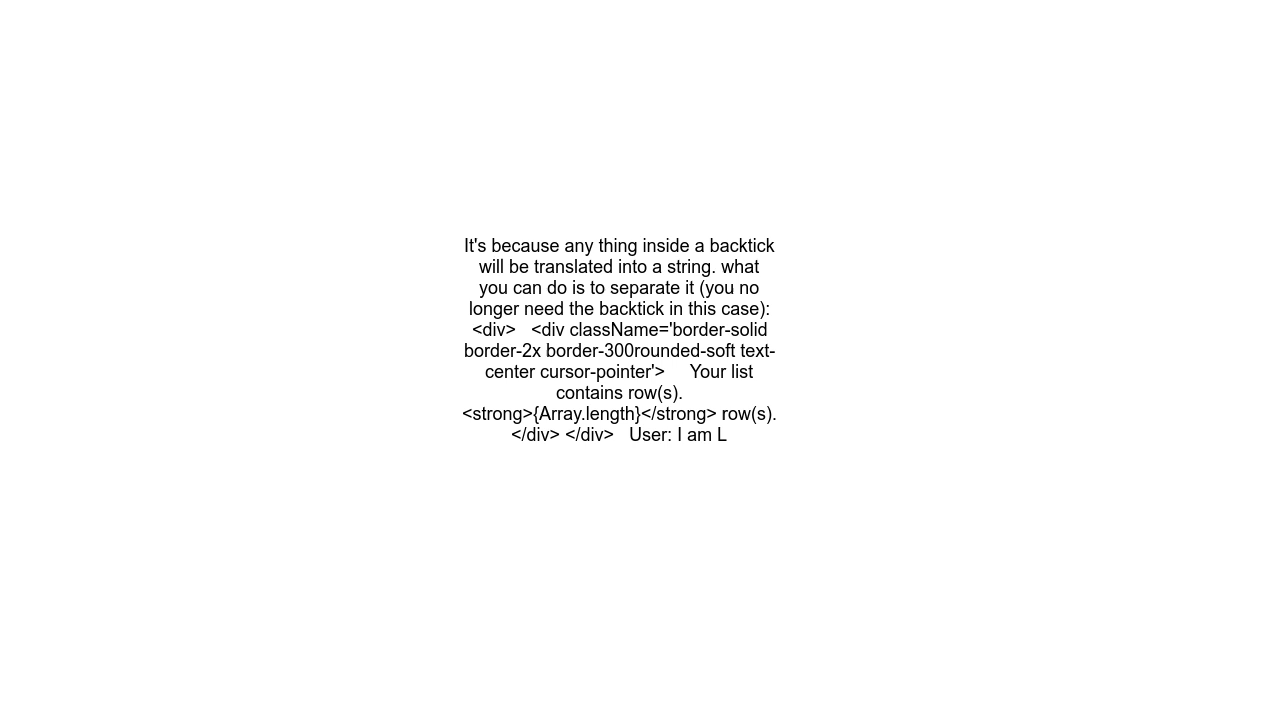 It's because any thing inside a backtick
will be translated into a string. what
you can do is to separate it (you no
longer need the backtick in this case):
<div>   <div className='border-solid
border-2x border-300rounded-soft text-
center cursor-pointer'>     Your list
contains row(s).
<strong>{Array.length}</strong> row(s).
</div> </div>   User: I am L